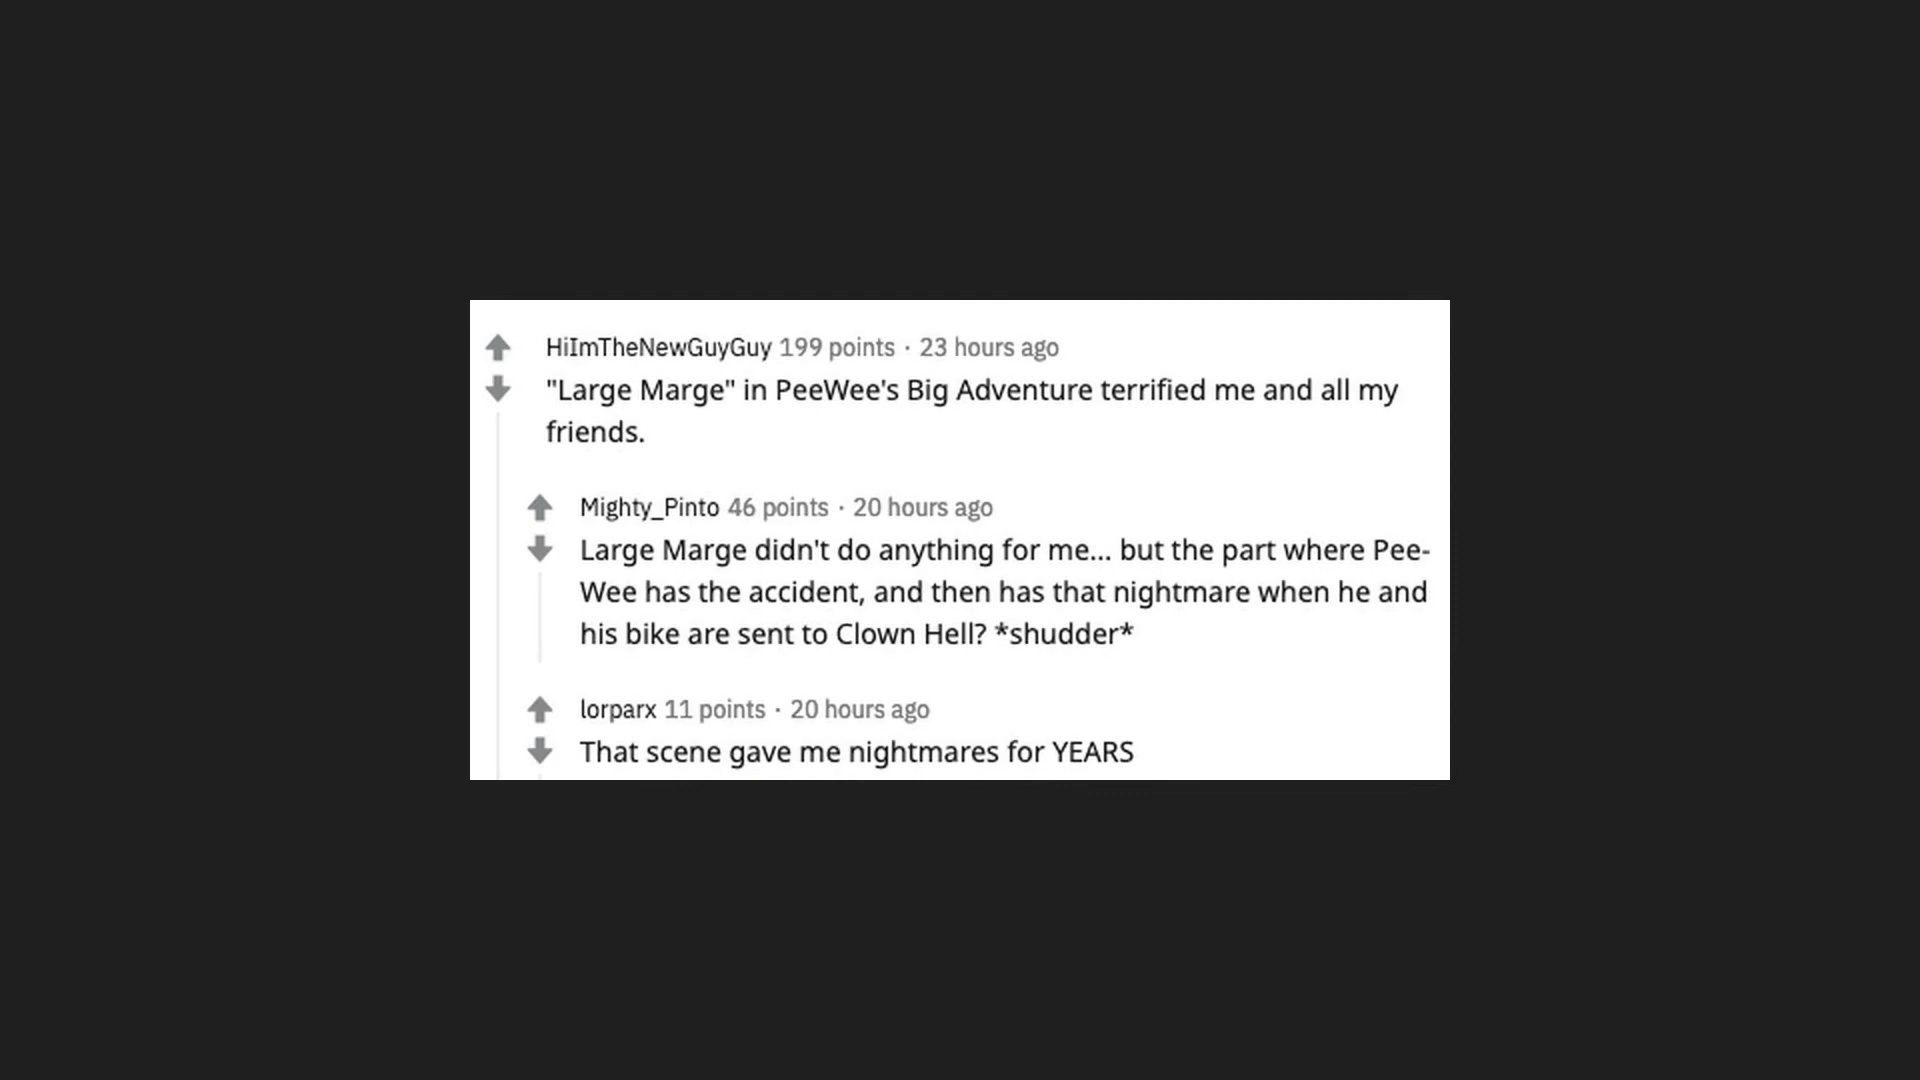 HiImTheNewGuyGuy 199 points · 23 hours ago
"Large Marge" in PeeWee's Big Adventure terrified me and all my
friends.
Mighty_Pinto 46 points · 20 hours ago
Large Marge didn't do anything for me... but the part where Pee-
Wee has the accident, and then has that nightmare when he and
his bike are sent to Clown Hell? *shudder*
lorparx 11 points · 20 hours ago
That scene gave me nightmares for YEARS